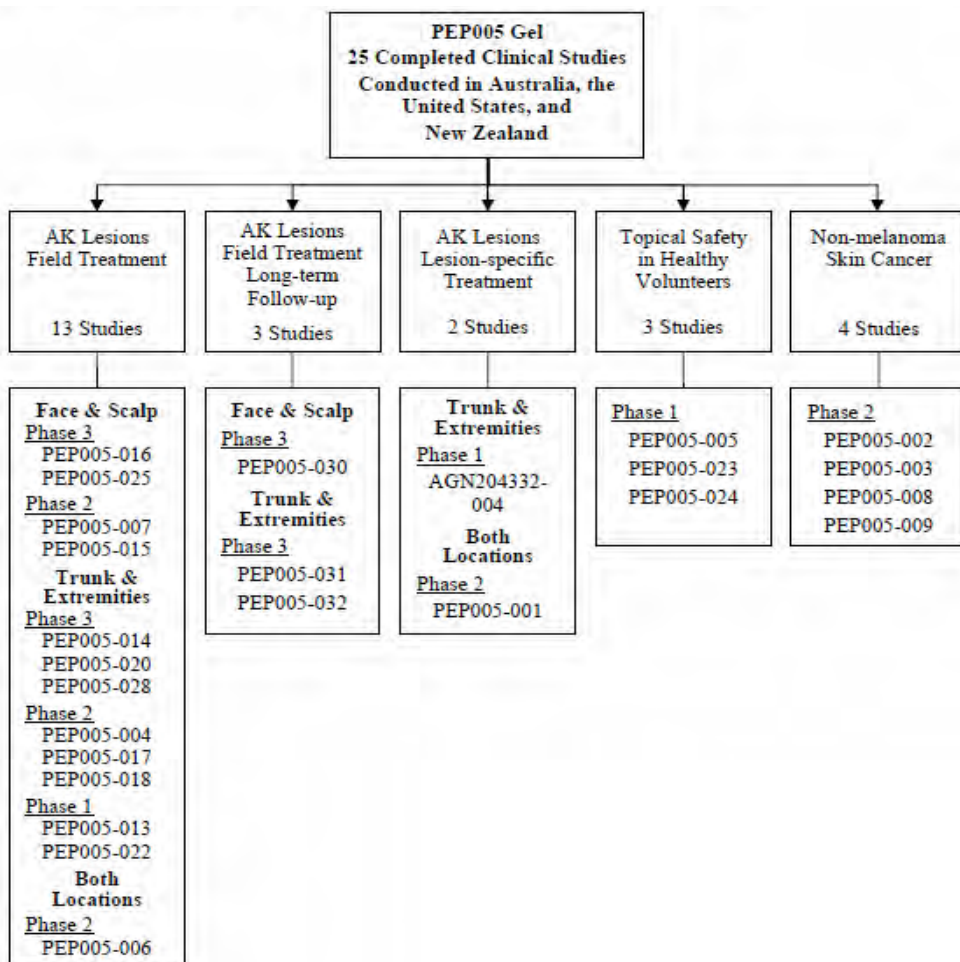 PEP005 Gel
25 Completed Clinical Studies
Conducted in Australia, the
United States, and
New Zealand
AK Lesions
Field Treatment
13 Studies
AK Lesions
Field Treatment
Long-term
Follow-up
3 Studies
AK Lesions
Lesion-specific
Treatment
2 Studies
Topical Safety
in Healthy
Volunteers
3 Studies
Non-melanoma
Skin Cancer
4 Studies
Face & Scalp
Phase 3
PEP005-016
PEP005-025
Phase 2
PEP005-007
PEP005-015
Trunk &
Extremities
Phase 3
PEP005-014
PEP005-020
PEP005-028
Phase 2
PEP005-004
PEP005-017
PEP005-018
Phase 1
PEP005-013
PEP005-022
Both
Locations
Phase 2
PEP005-006
Face & Scalp
Phase 3
PEP005-030
Trunk &
Extremities
Phase 3
PEP005-031
PEP005-032
Trunk &
Extremities
Phase 1
AGN204332-
004
Both
Locations
Phase 2
PEP005-001
Phase 1
PEP005-005
PEP005-023
PEP005-024
Phase 2
PEP005-002
PEP005-003
PEP005-008
PEP005-009